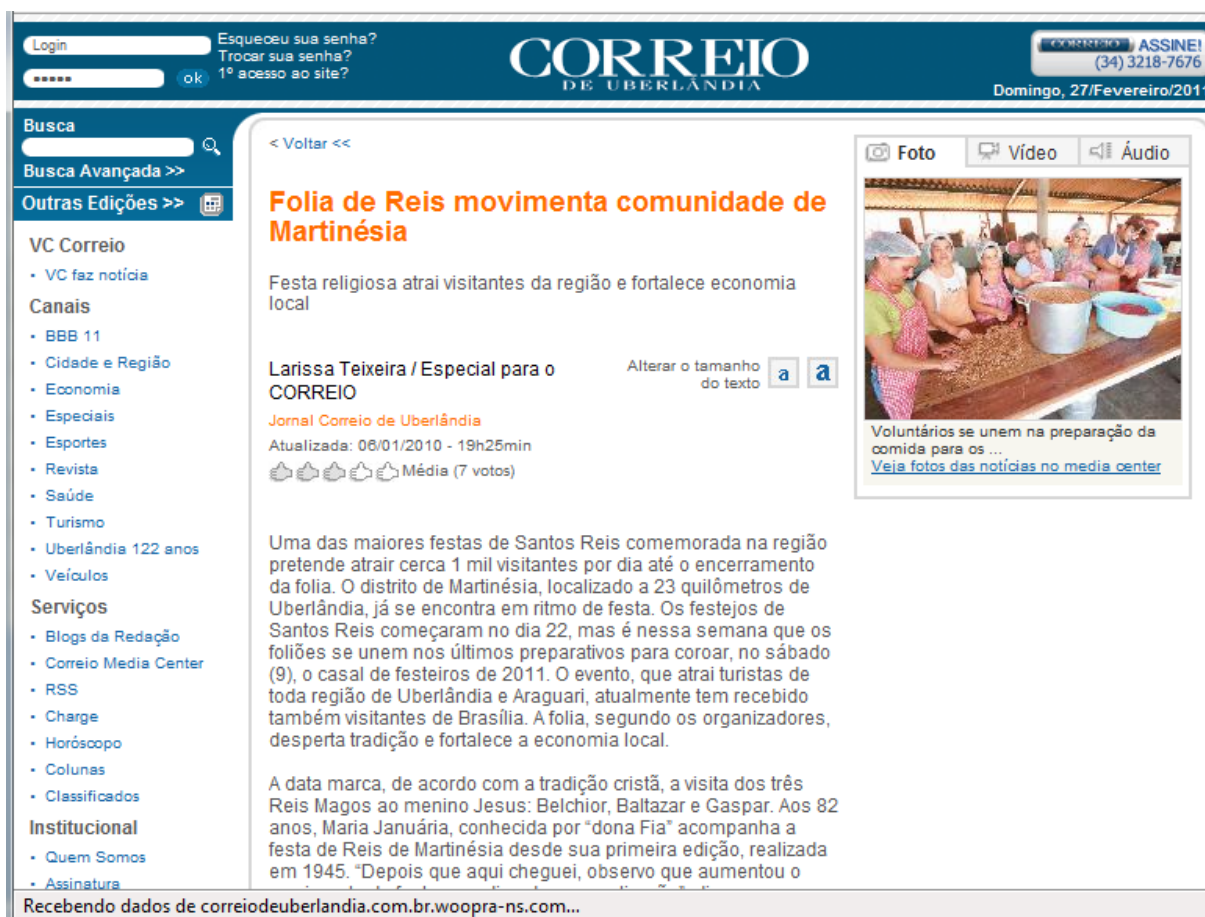 Login
Esqueceu sua senha?
Trocar sua senha?
1º acesso ao site?
ok
CORREIO
DE UBERLÂNDIA
CORREIO ASSINE!
(34) 3218-7676
Domingo, 27/Fevereiro/2011
Busca
Busca Avançada >>
Outras Edições >>
VC Correio
VC faz notícia
Canais
BBB 11
Cidade e Região
Economia
Especiais
Esportes
Revista
Saúde
Turismo
Uberlândia 122 anos
Veículos
Serviços
Blogs da Redação
Correio Media Center
RSS
Charge
Horóscopo
Colunas
Classificados
Institucional
Quem Somos
Assinatura
< Voltar <<
Folia de Reis movimenta comunidade de
Martinésia
Festa religiosa atrai visitantes da região e fortalece economia
local
Larissa Teixeira / Especial para o
CORREIO
Alterar o tamanho
do texto
a a
Jornal Correio de Uberlândia
Atualizada: 06/01/2010 - 19h25min
Média (7 votos)
Uma das maiores festas de Santos Reis comemorada na região
pretende atrair cerca 1 mil visitantes por dia até o encerramento
da folia. O distrito de Martinésia, localizado a 23 quilômetros de
Uberlândia, já se encontra em ritmo de festa. Os festejos de
Santos Reis começaram no dia 22, mas é nessa semana que os
foliões se unem nos últimos preparativos para coroar, no sábado
(9), o casal de festeiros de 2011. O evento, que atrai turistas de
toda região de Uberlândia e Araguari, atualmente tem recebido
também visitantes de Brasília. A folia, segundo os organizadores,
desperta tradição e fortalece a economia local.
A data marca, de acordo com a tradição cristã, a visita dos três
Reis Magos ao menino Jesus: Belchior, Baltazar e Gaspar. Aos 82
anos, Maria Januária, conhecida por “dona Fia” acompanha a
festa de Reis de Martinésia desde sua primeira edição, realizada
em 1945. “Depois que aqui cheguei, observo que aumentou o
Foto
Vídeo
Áudio
Voluntários se unem na preparação da
comida para os ...
Veja fotos das notícias no media center
Recebendo dados de correiodeuberlandia.com.br.woopra-ns.com...